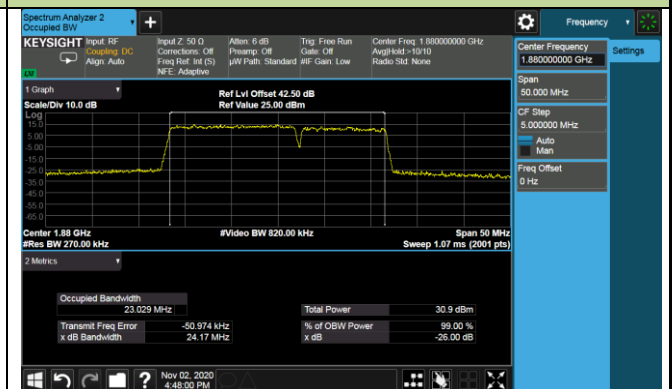 Spectrum Analyzer 2
Occupied BW
Frequency
KEYSIGHT
Input: RF
Coupling: DC
Align: Auto
Input Z: 50 Ω
Corrections: Off
Freq Ref: Int (S)
NFE: Adaptive
Atten: 6 dB
Preamp: Off
µW Path: Standard
Trig: Free Run
Gate: Off
#IF Gain: Low
Center Freq: 1.880000000 GHz
Avg|Hold:>10/10
Radio Std: None
Center Frequency
1.880000000 GHz
Settings
Span
50.000 MHz
CF Step
5.000000 MHz
Auto
Man
Freq Offset
0 Hz
1 Graph
Scale/Div 10.0 dB
Ref Lvl Offset 42.50 dB
Ref Value 25.00 dBm
Log
15.0
5.00
-5.00
-15.0
-25.0
-35.0
-45.0
-55.0
-65.0
Center 1.88 GHz
#Res BW 270.00 kHz
#Video BW 820.00 kHz
Span 50 MHz
Sweep 1.07 ms (2001 pts)
2 Metrics
Occupied Bandwidth
23.029 MHz
Total Power 30.9 dBm
Transmit Freq Error -50.974 kHz
% of OBW Power 99.00 %
x dB Bandwidth 24.17 MHz
x dB -26.00 dB
?
Nov 02, 2020
4:48:00 PM